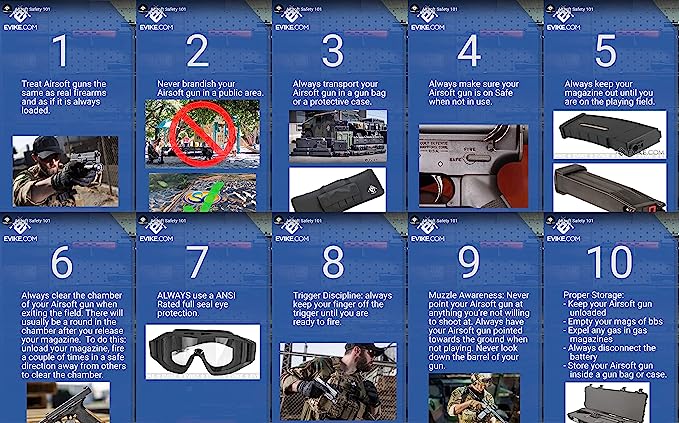 Airsoft Safety 101
EVIKE.COM
1
Treat Airsoft guns the
same as real firearms
and as if it is always
loaded.
Airsoft Safety 101
EVIKE.COM
2
Never brandish your
Airsoft gun in a public area.
Airsoft Safety 101
EVIKE.COM
3
Always transport your
Airsoft gun in a gun bag
or a protective case.
Airsoft Safety 101
EVIKE.COM
4
Always make sure your
Airsoft gun is on Safe
when not in use.
COLT DEFENSE
HARTFORD, CONN.
U.S.A.
SAFE
Airsoft Safety 101
EVIKE.COM
5
Always keep your
magazine out until you
are on the playing field.
EVIKE.COM
Airsoft Safety 101
EVIKE.COM
6
Always clear the chamber
of your Airsoft gun when
exiting the field. There will
usually be a round in the
chamber after you release
your magazine. To do this:
unload your magazine, fire
a couple of times in a safe
direction away from others
to clear the chamber.
Airsoft Safety 101
EVIKE.COM
7
ALWAYS use a ANSI
Rated full seal eye
protection.
Airsoft Safety 101
EVIKE.COM
8
Trigger Discipline: always
keep your finger off the
trigger until you are
ready to fire.
Airsoft Safety 101
EVIKE.COM
9
Muzzle Awareness: Never
point your Airsoft gun at
anything you're not willing
to shoot at. Always have
your Airsoft gun pointed
towards the ground when
not playing. Never look
down the barrel of your
gun.
Airsoft Safety 101
EVIKE.COM
10
Proper Storage:
- Keep your Airsoft gun
unloaded
- Empty your mags of bbs
- Expel any gas in gas
magazines
- Always disconnect the
battery
- Store your Airsoft gun
inside a gun bag or case.